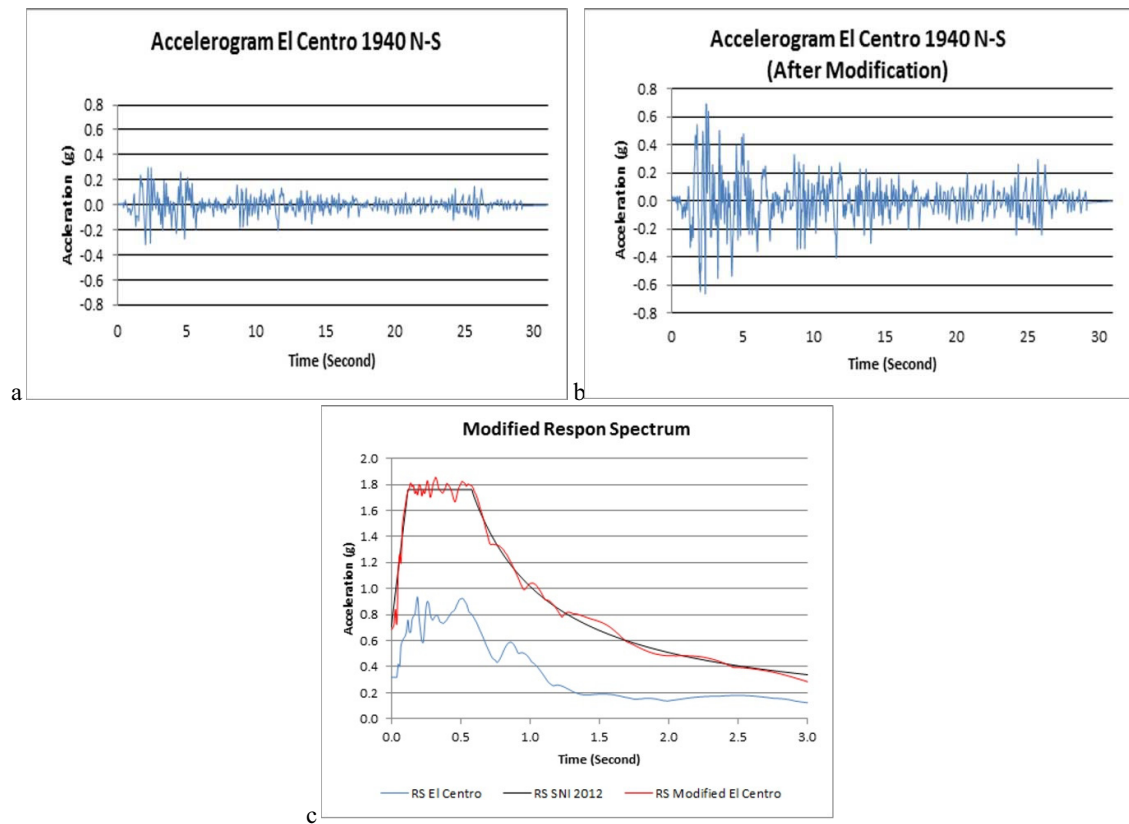 Accelerogram El Centro 1940 N-S
Acceleration (g)
0.8
0.6
0.4
0.2
0.0
-0.2
-0.4
-0.6
-0.8
0 5 10 15 20 25 30
Time (Second)
a
Accelerogram El Centro 1940 N-S
(After Modification)
Acceleration (g)
0.8
0.6
0.4
0.2
0.0
-0.2
-0.4
-0.6
-0.8
0 5 10 15 20 25 30
Time (Second)
b
Modified Respon Spectrum
Acceleration (g)
2.0
1.8
1.6
1.4
1.2
1.0
0.8
0.6
0.4
0.2
0.0
0.0 0.5 1.0 1.5 2.0 2.5 3.0
Time (Second)
RS El Centro RS SNI 2012 RS Modified El Centro
c